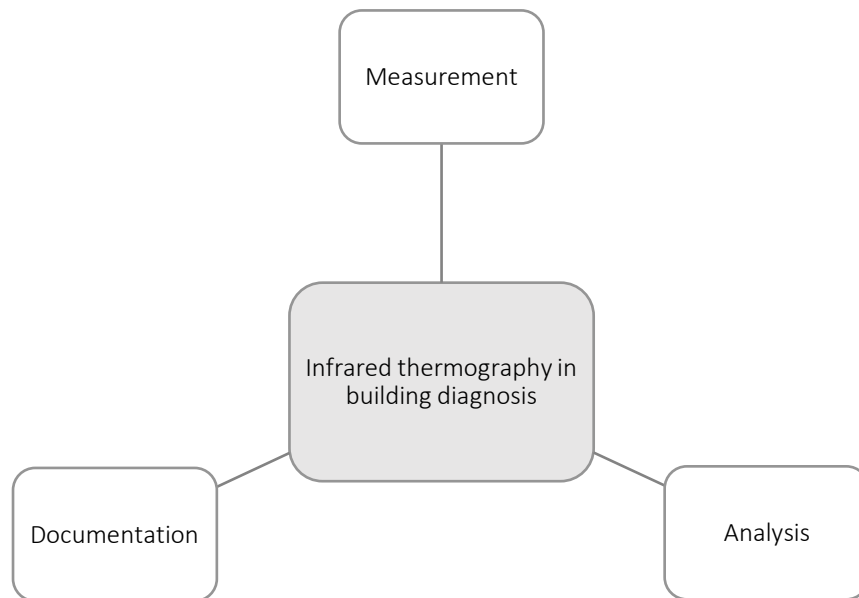 Measurement
Infrared thermography in
building diagnosis
Documentation
Analysis